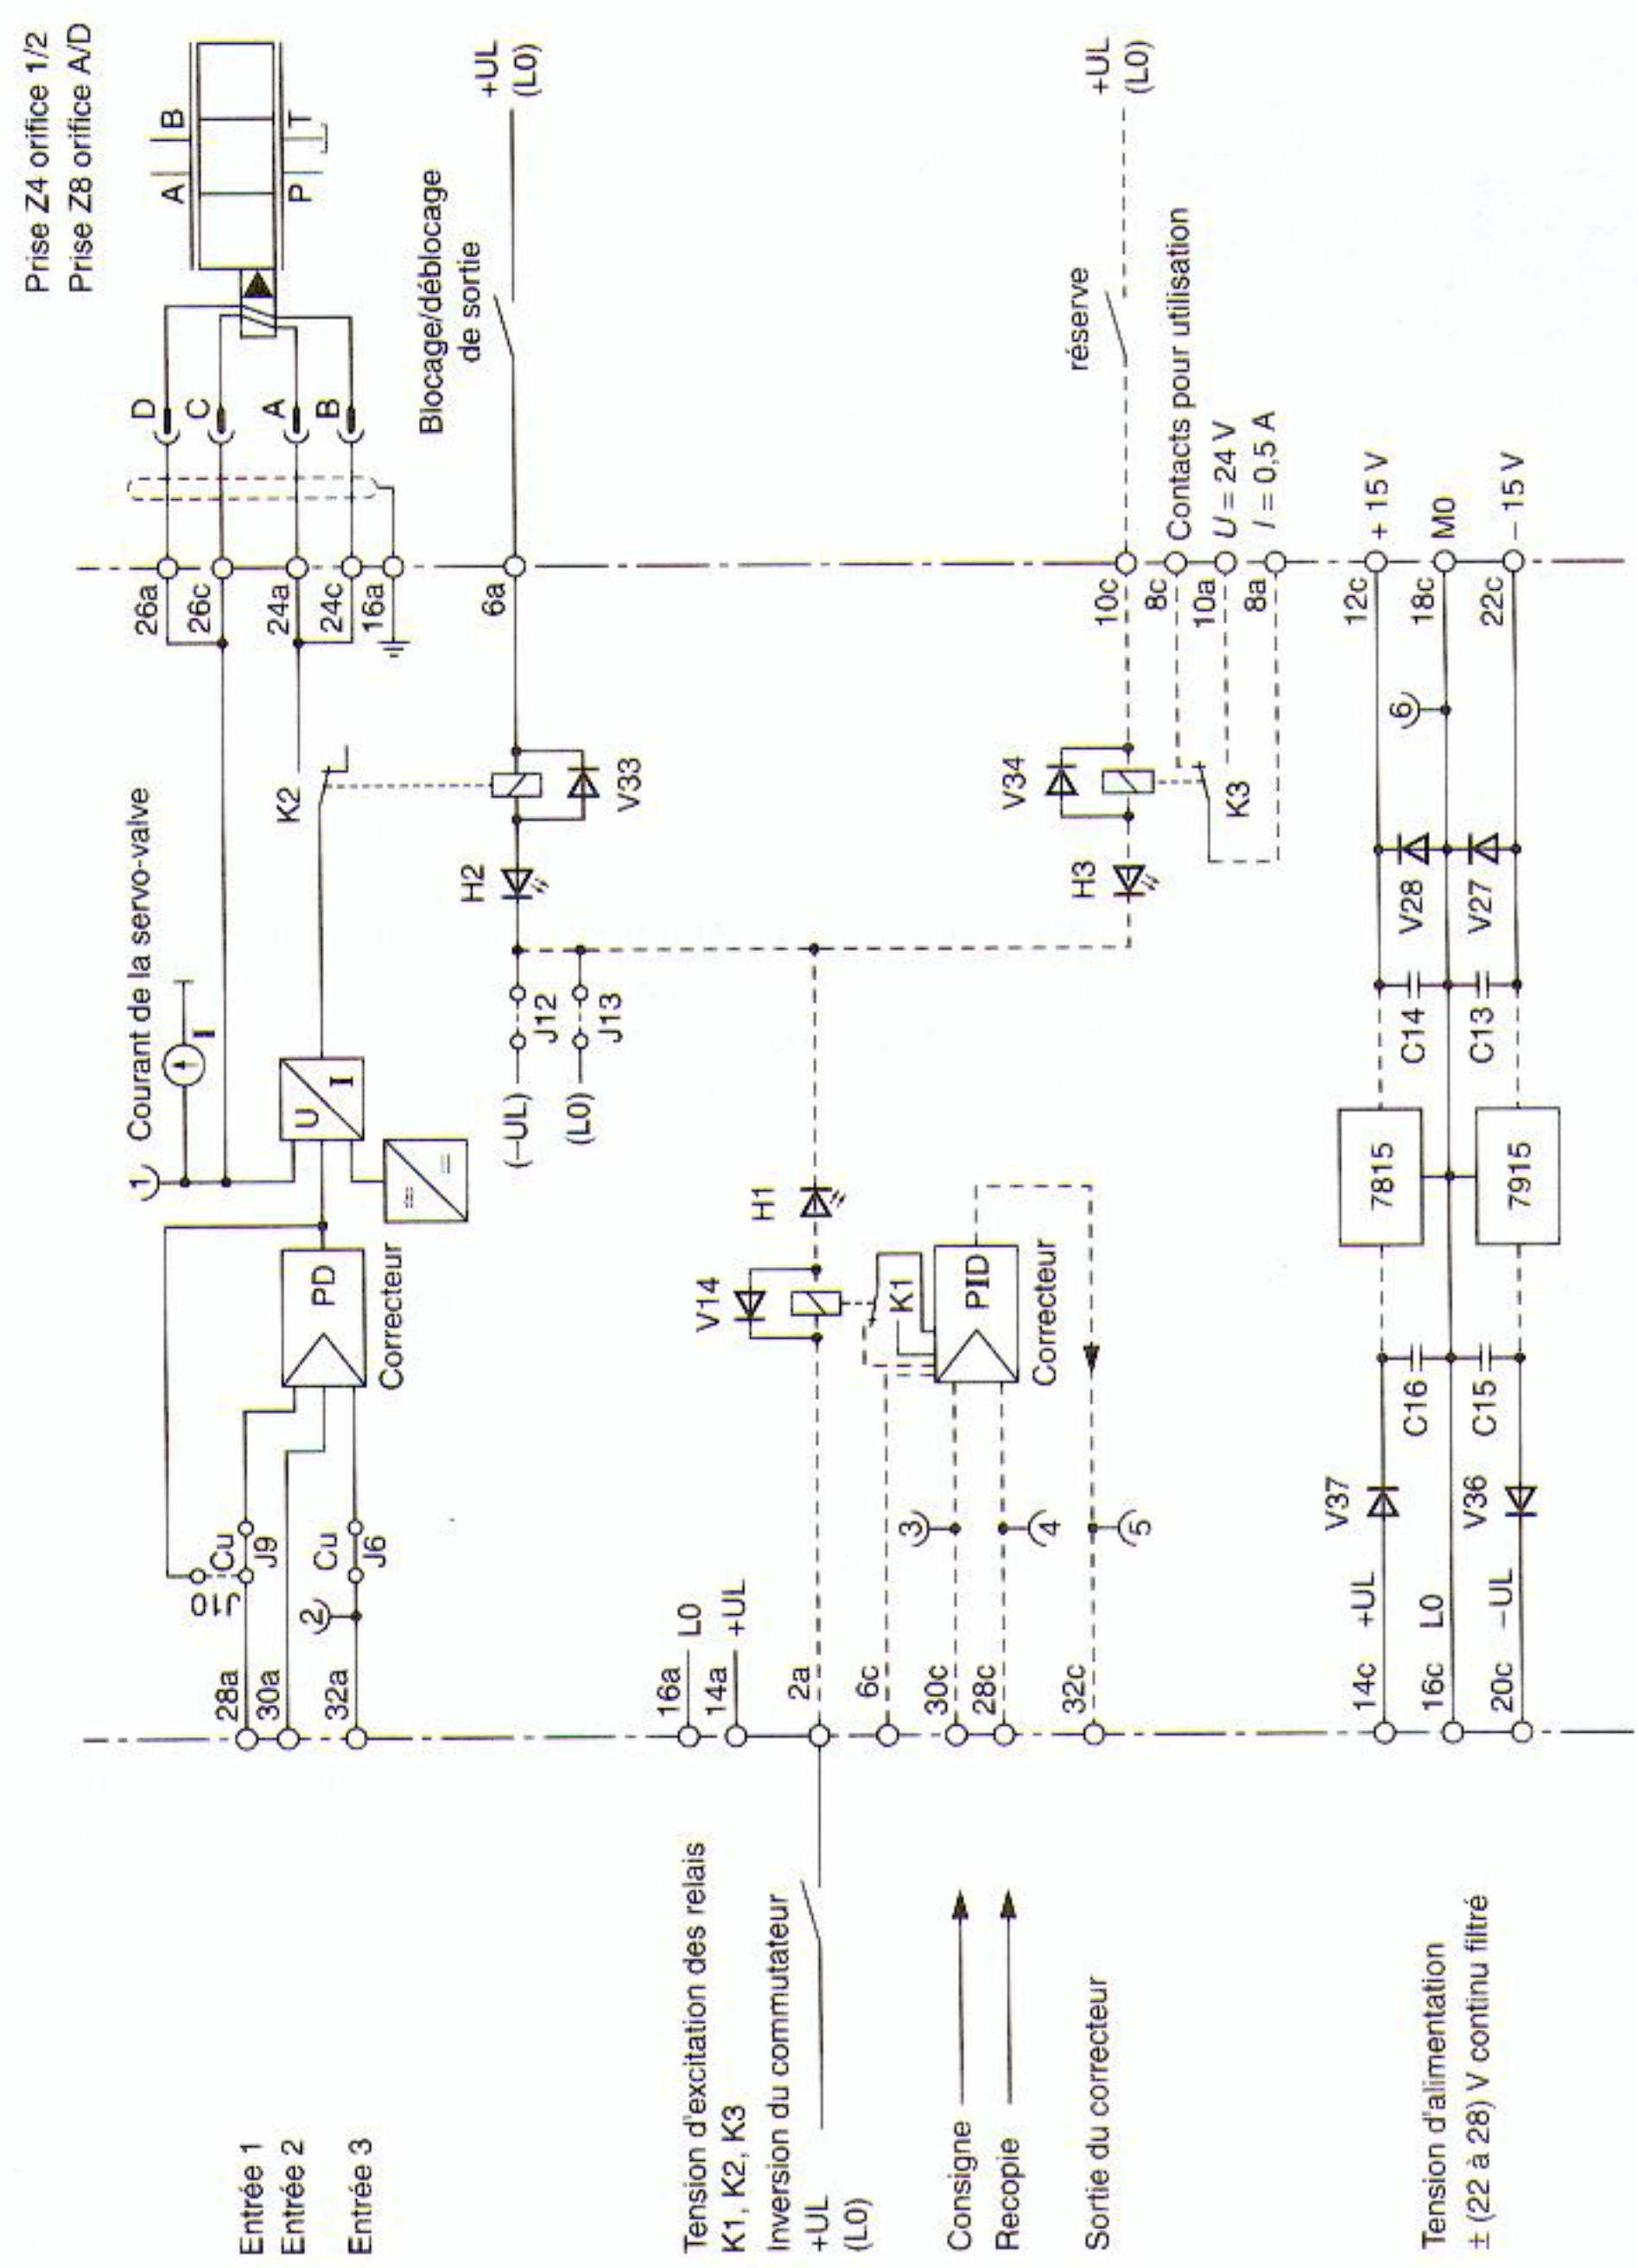 Prise Z4 orifice 1/2
Prise Z8 orifice A/D
A
B
P
T
D
C
A
B
26a
26c
24a
24c
16a
Courant de la servo-valve
1
I
K2
U
I
PD
Correcteur
Cu
J9
Cu
J6
2
28a
30a
32a
Entrée 1
Entrée 2
Entrée 3
Blocage/déblocage
de sortie
+UL
(L0)
6a
V33
H2
J12
J13
(–UL)
(L0)
16a
L0
14a
+UL
Tension d'excitation des relais
K1, K2, K3
Inversion du commutateur
+UL
(L0)
2a
V14
H1
K1
PID
Correcteur
6c
30c
28c
32c
3
4
5
Consigne
Recopie
Sortie du correcteur
réserve
+UL
(L0)
10c
8c
10a
8a
Contacts pour utilisation
U = 24 V
I = 0,5 A
V34
H3
K3
12c
+ 15 V
18c
M0
22c
– 15 V
6
V28
V27
C14
C13
7815
7915
C16
C15
V37
V36
14c
+UL
16c
L0
20c
–UL
Tension d'alimentation
± (22 à 28) V continu filtré